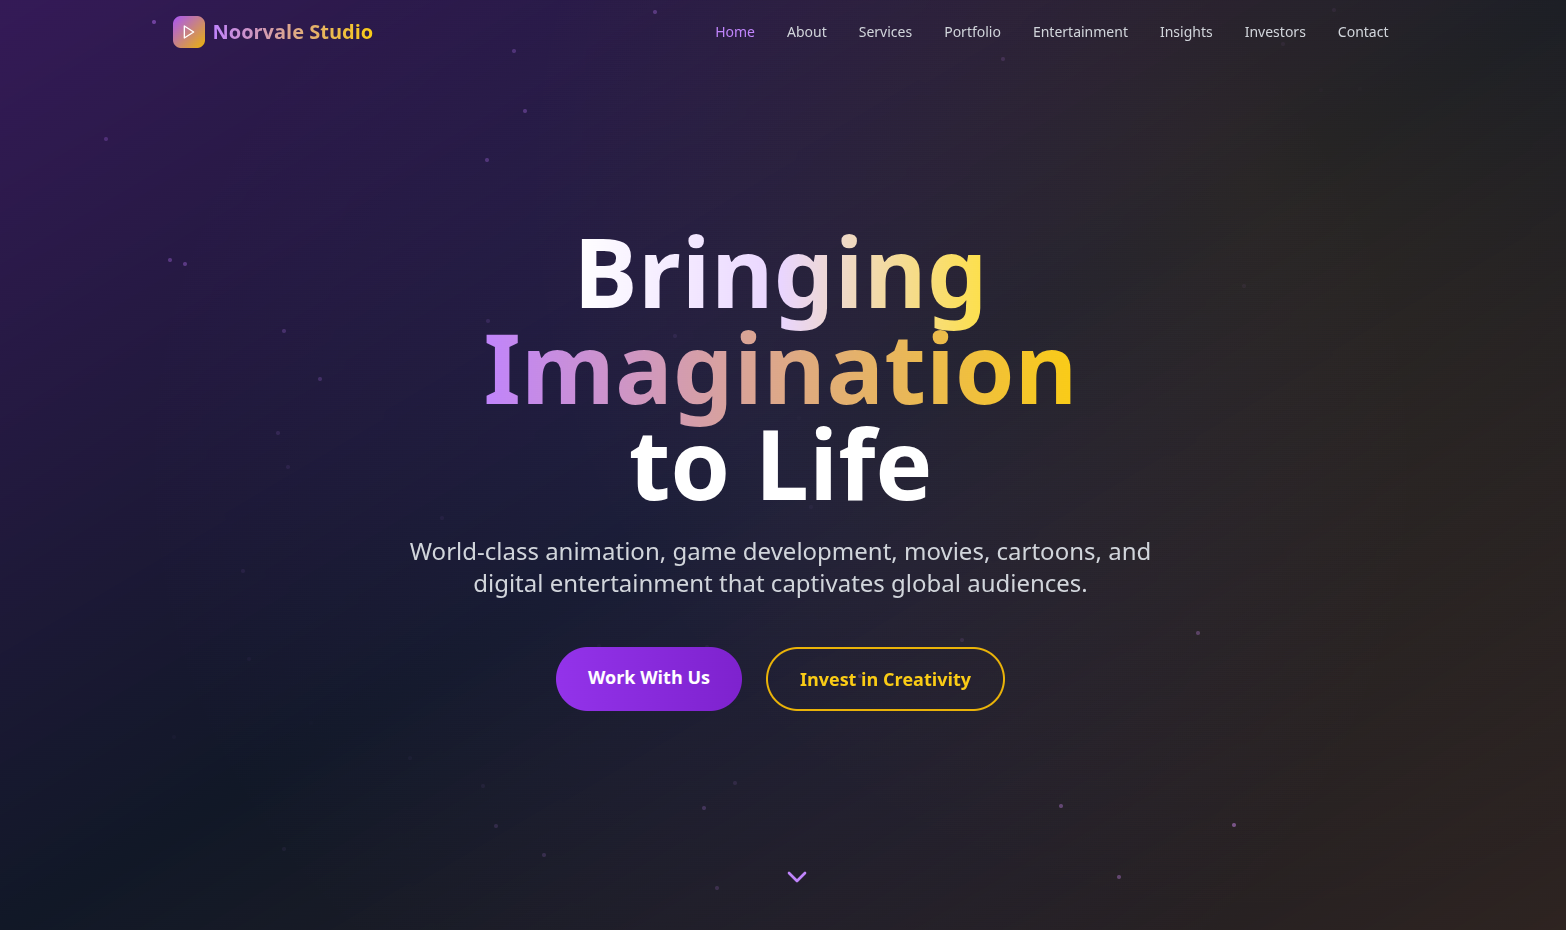 Noorvale Studio
Home About Services Portfolio Entertainment Insights Investors Contact
Bringing
Imagination
to Life
World-class animation, game development, movies, cartoons, and
digital entertainment that captivates global audiences.
Work With Us
Invest in Creativity